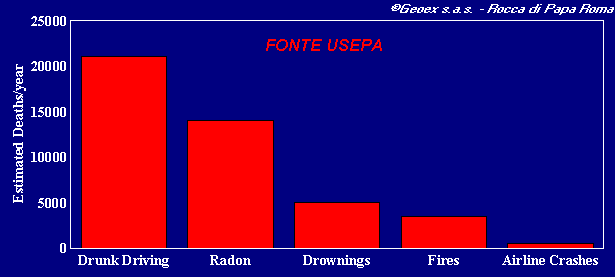 ©Geoex s.a.s. - Rocca di Papa Roma
FONTE USEPA
Estimated Deaths/year
25000
20000
15000
10000
5000
0
Drunk Driving Radon Drownings Fires Airline Crashes